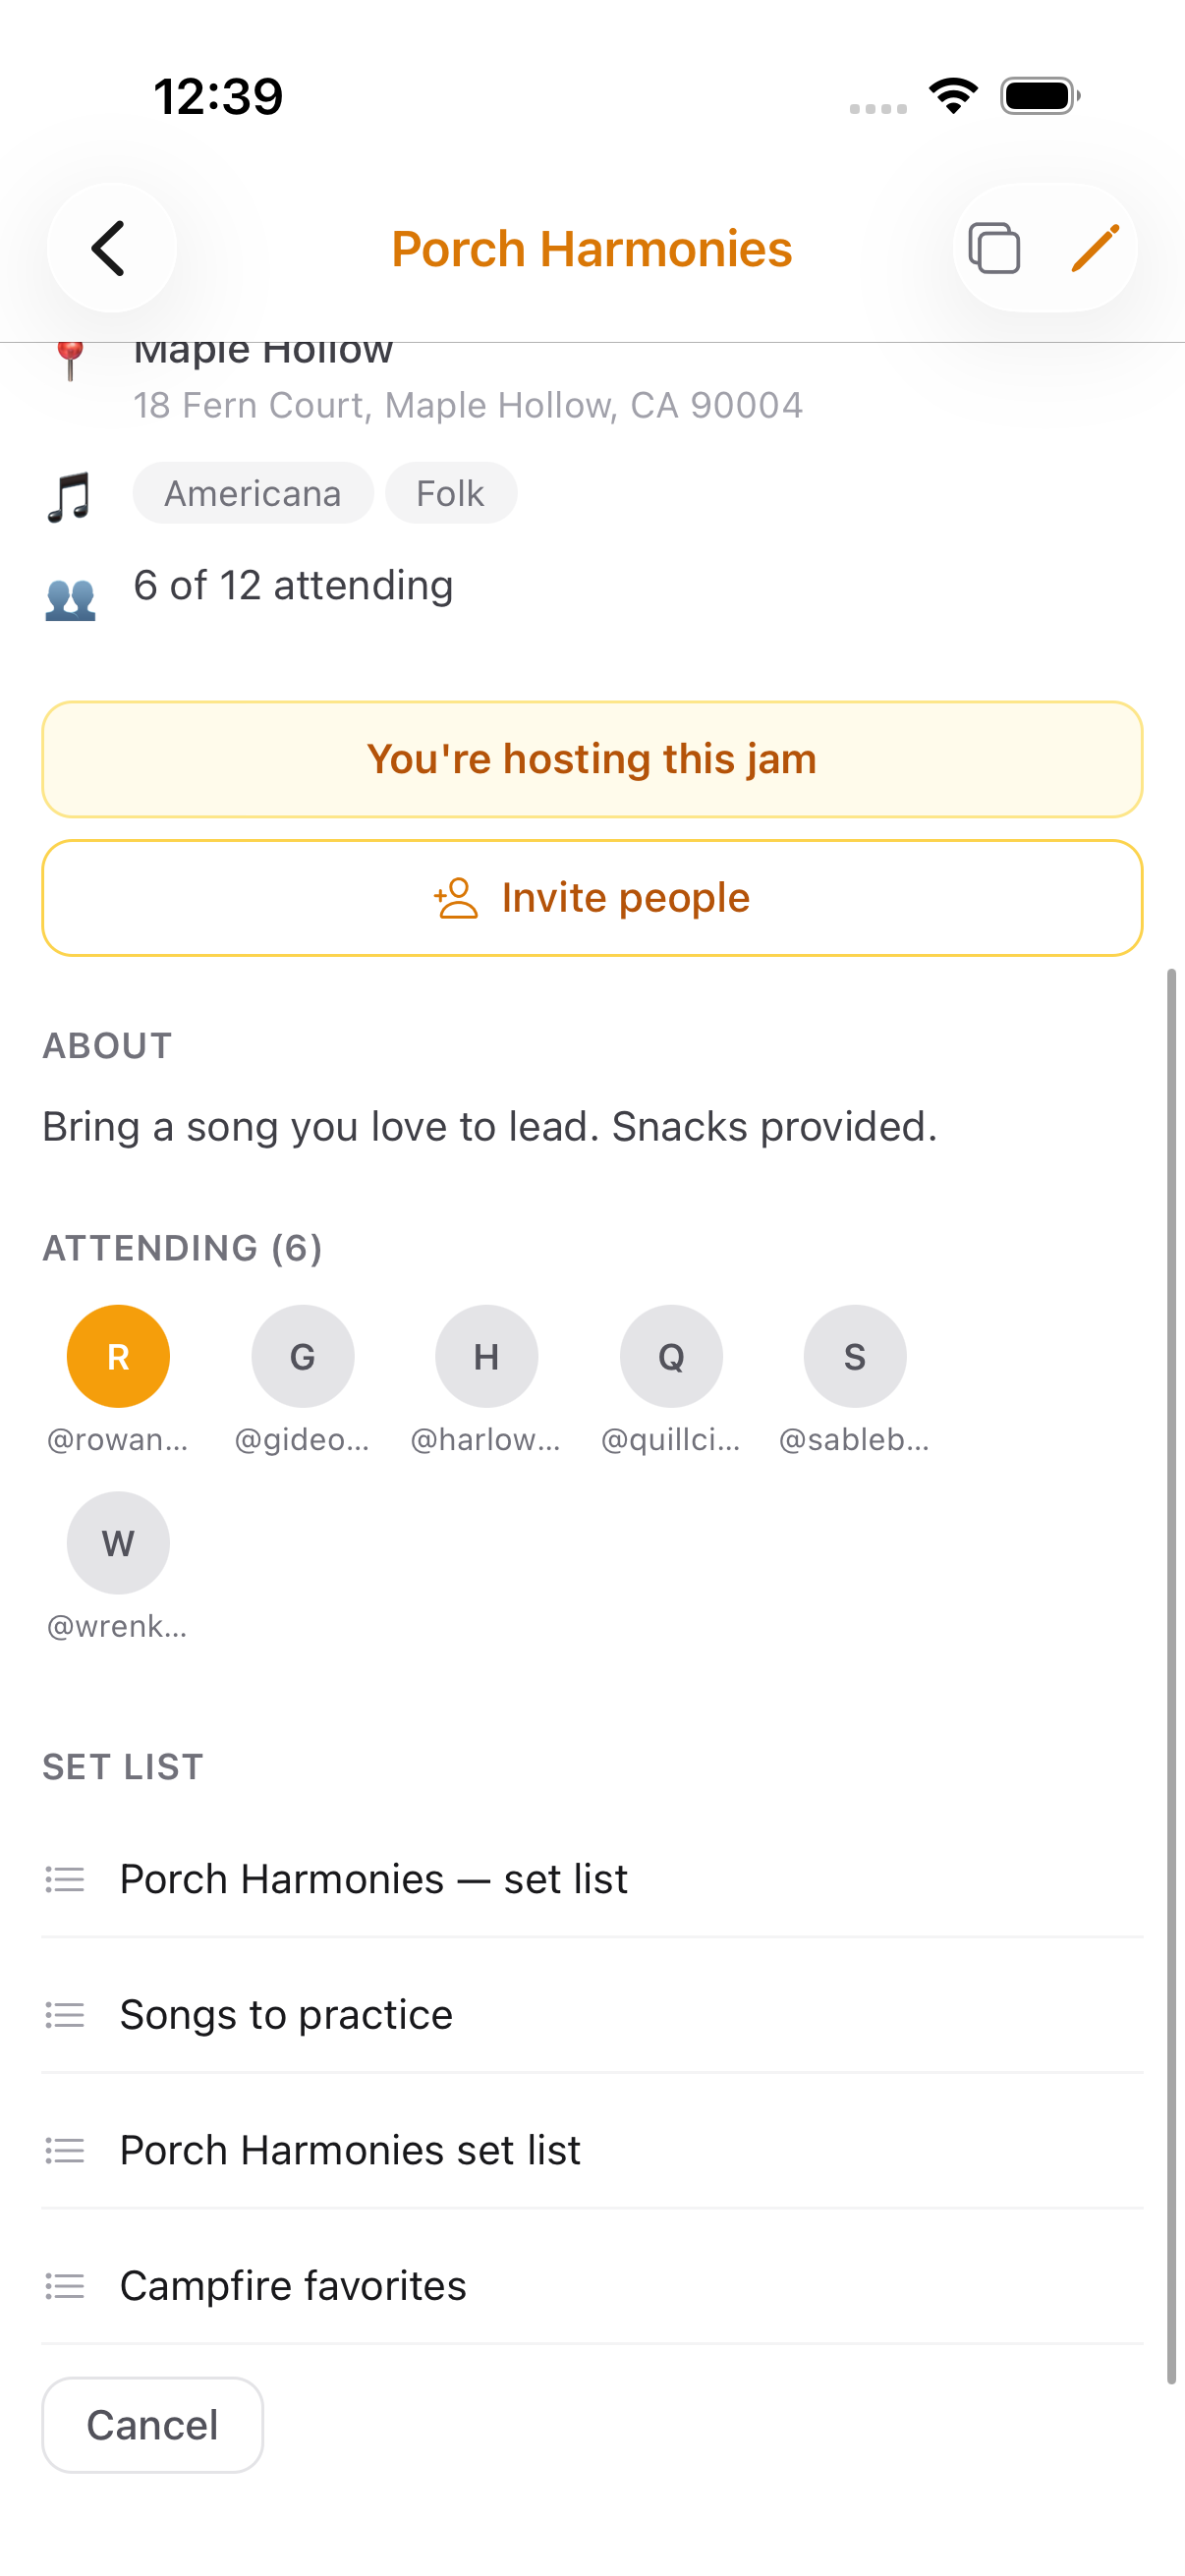 12:39
Porch Harmonies
Maple Hollow
18 Fern Court, Maple Hollow, CA 90004
Americana Folk
6 of 12 attending
You're hosting this jam
Invite people
ABOUT
Bring a song you love to lead. Snacks provided.
ATTENDING (6)
R G H Q S
@rowan... @gideo... @harlow... @quillci... @sableb...
W
@wrenk...
SET LIST
Porch Harmonies — set list
Songs to practice
Porch Harmonies set list
Campfire favorites
Cancel